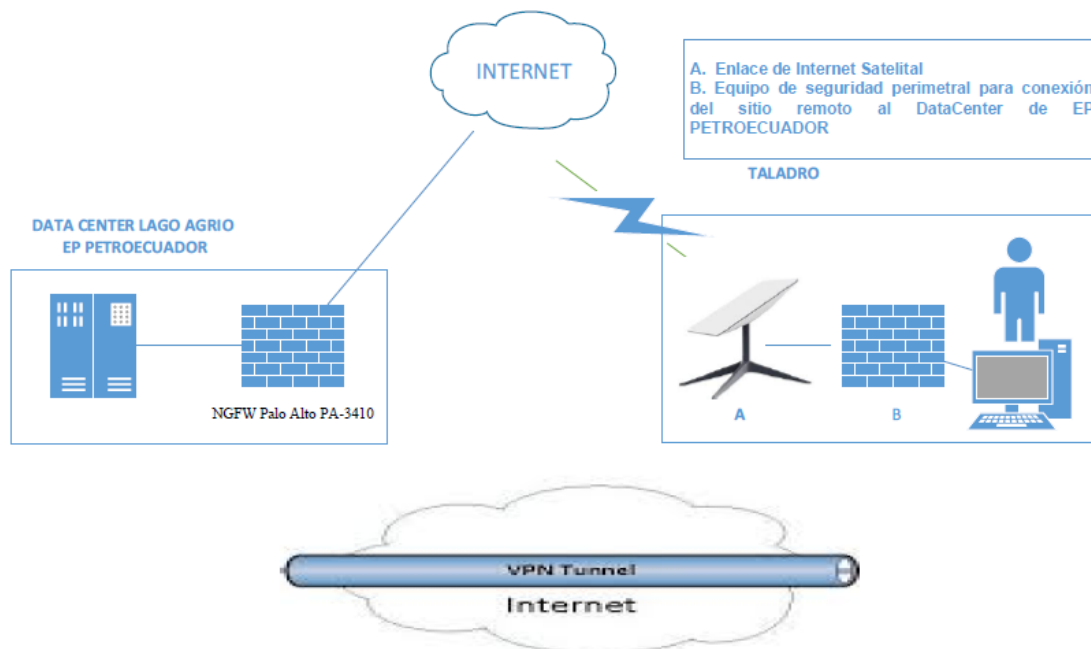 INTERNET
A. Enlace de Internet Satelital
B. Equipo de seguridad perimetral para conexión
del sitio remoto al DataCenter de EP
PETROECUADOR
TALADRO
DATA CENTER LAGO AGRIO
EP PETROECUADOR
NGFW Palo Alto PA-3410
A
B
VPN Tunnel
Internet